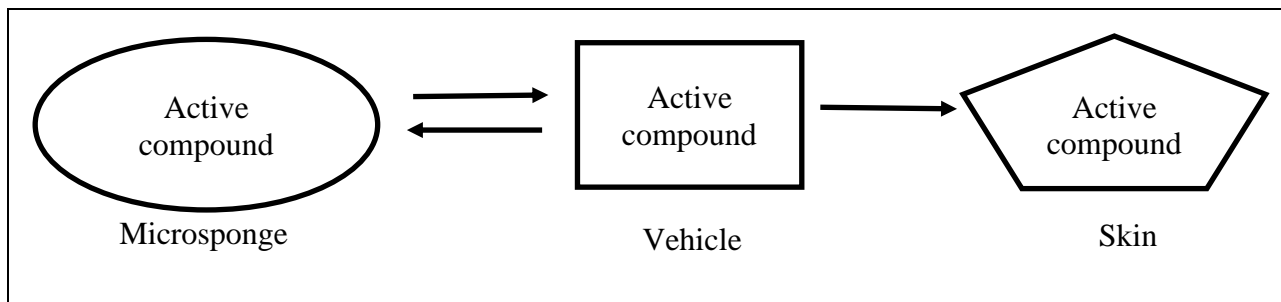 Active
compound
Microsponge
Active
compound
Vehicle
Active
compound
Skin